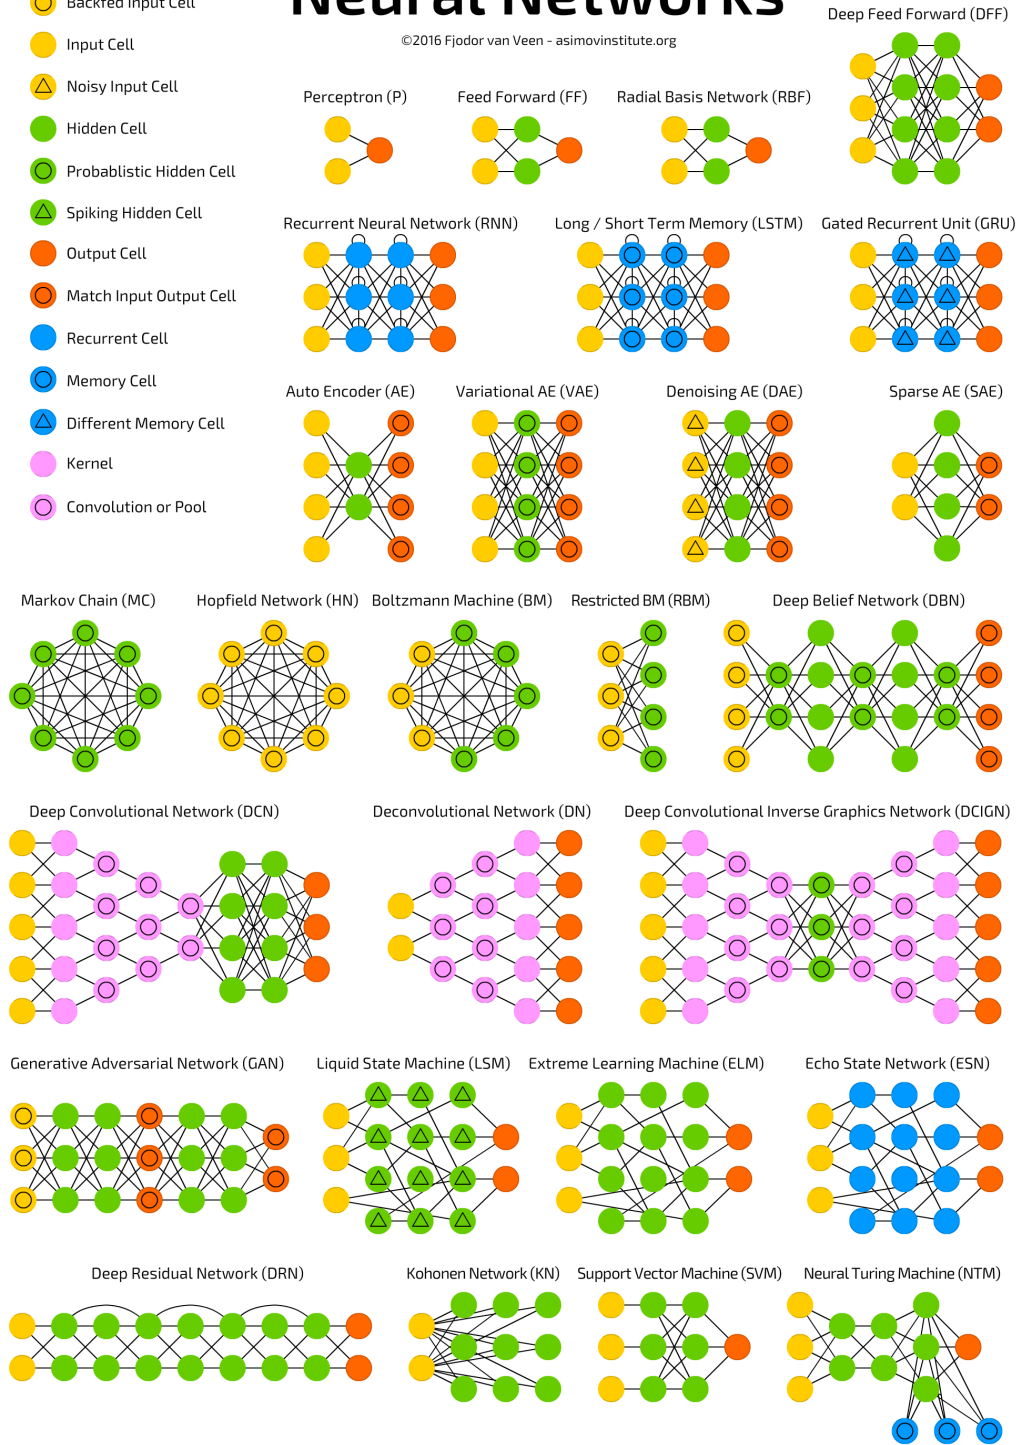 Neural Networks
©2016 Fjodor van Veen - asimovinstitute.org
Backfed Input Cell
Input Cell
Noisy Input Cell
Hidden Cell
Probablistic Hidden Cell
Spiking Hidden Cell
Output Cell
Match Input Output Cell
Recurrent Cell
Memory Cell
Different Memory Cell
Kernel
Convolution or Pool
Deep Feed Forward (DFF)
Perceptron (P)
Feed Forward (FF)
Radial Basis Network (RBF)
Recurrent Neural Network (RNN)
Long / Short Term Memory (LSTM)
Gated Recurrent Unit (GRU)
Auto Encoder (AE)
Variational AE (VAE)
Denoising AE (DAE)
Sparse AE (SAE)
Markov Chain (MC)
Hopfield Network (HN)
Boltzmann Machine (BM)
Restricted BM (RBM)
Deep Belief Network (DBN)
Deep Convolutional Network (DCN)
Deconvolutional Network (DN)
Deep Convolutional Inverse Graphics Network (DCIGN)
Generative Adversarial Network (GAN)
Liquid State Machine (LSM)
Extreme Learning Machine (ELM)
Echo State Network (ESN)
Deep Residual Network (DRN)
Kohonen Network (KN)
Support Vector Machine (SVM)
Neural Turing Machine (NTM)